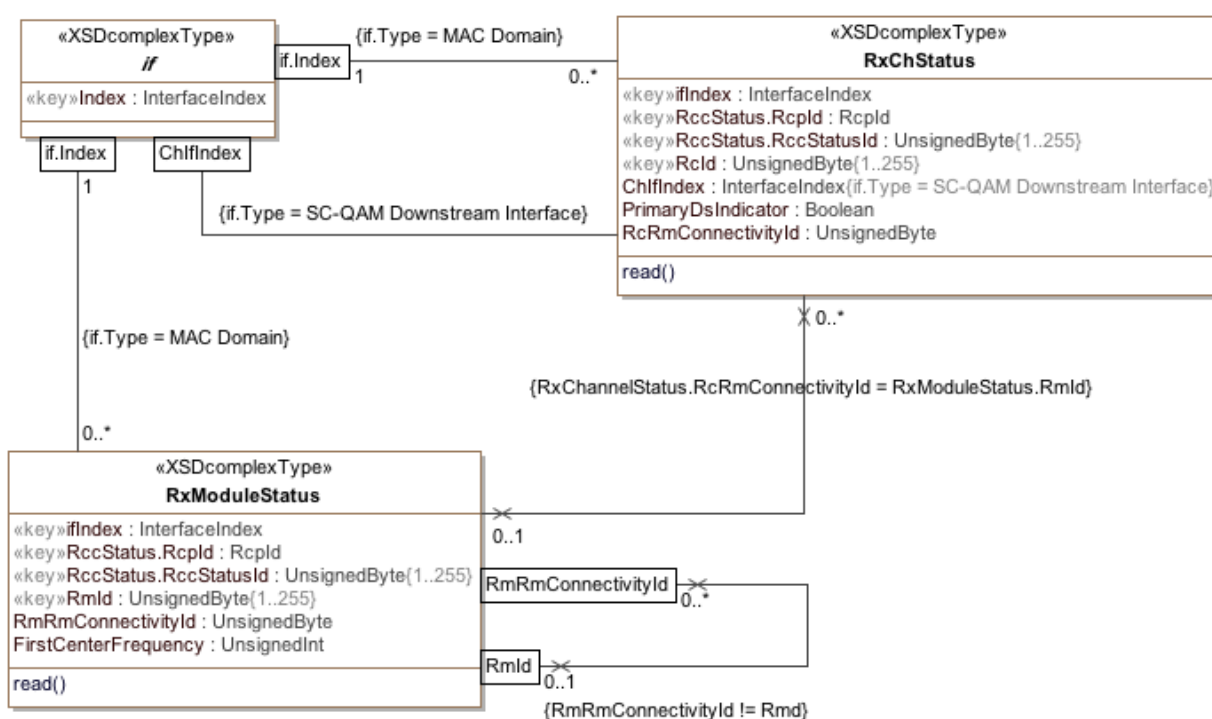 «XSDcomplexType»
if
«key»Index : InterfaceIndex
if.Index
{if.Type = MAC Domain}
1
0..*
«XSDcomplexType»
RxChStatus
«key»ifIndex : InterfaceIndex
«key»RccStatus.RcpId : RcpId
«key»RccStatus.RccStatusId : UnsignedByte{1..255}
«key»RcId : UnsignedByte{1..255}
ChIfIndex : InterfaceIndex{if.Type = SC-QAM Downstream Interface}
PrimaryDsIndicator : Boolean
RcRmConnectivityId : UnsignedByte
read()
if.Index
ChIfIndex
1
{if.Type = SC-QAM Downstream Interface}
{if.Type = MAC Domain}
0..*
0..*
{RxChannelStatus.RcRmConnectivityId = RxModuleStatus.RmId}
0..1
«XSDcomplexType»
RxModuleStatus
«key»ifIndex : InterfaceIndex
«key»RccStatus.RcpId : RcpId
«key»RccStatus.RccStatusId : UnsignedByte{1..255}
«key»RmId : UnsignedByte{1..255}
RmRmConnectivityId : UnsignedByte
FirstCenterFrequency : UnsignedInt
read()
RmRmConnectivityId
0..*
RmId
0..1
{RmRmConnectivityId != Rmd}